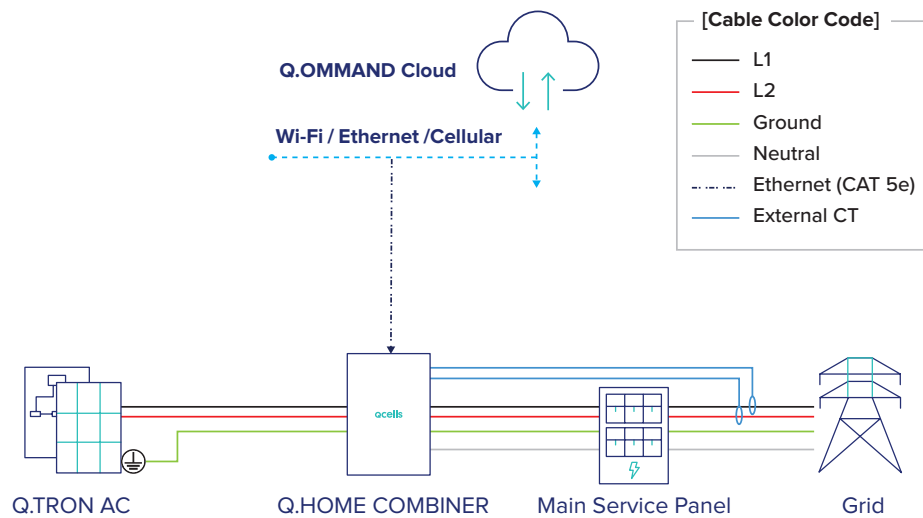 [Cable Color Code]
L1
L2
Ground
Neutral
Ethernet (CAT 5e)
External CT
Q.OMMAND Cloud
Wi-Fi / Ethernet /Cellular
qcells
Q.TRON AC
Q.HOME COMBINER
Main Service Panel
Grid